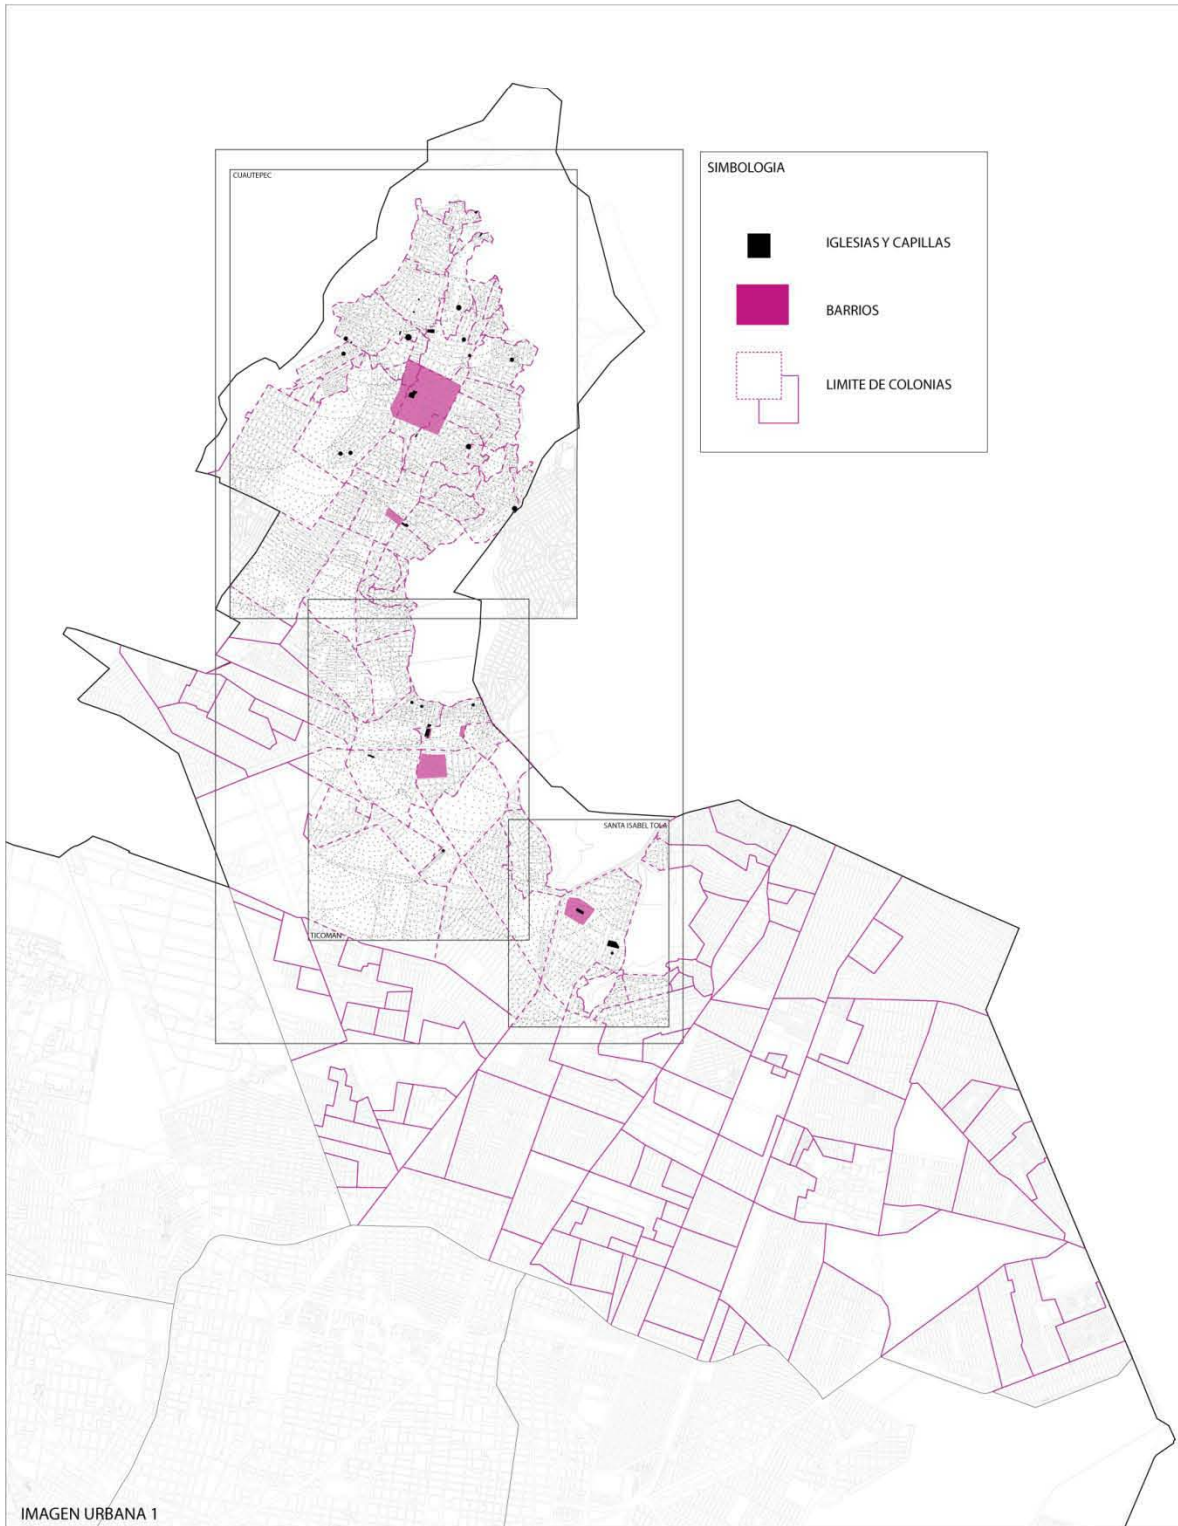 CUAUTEPEC
SIMBOLOGIA
IGLESIAS Y CAPILLAS
BARRIOS
LIMITE DE COLONIAS
SANTA ISABEL TOLA
TICOMAN
IMAGEN URBANA 1